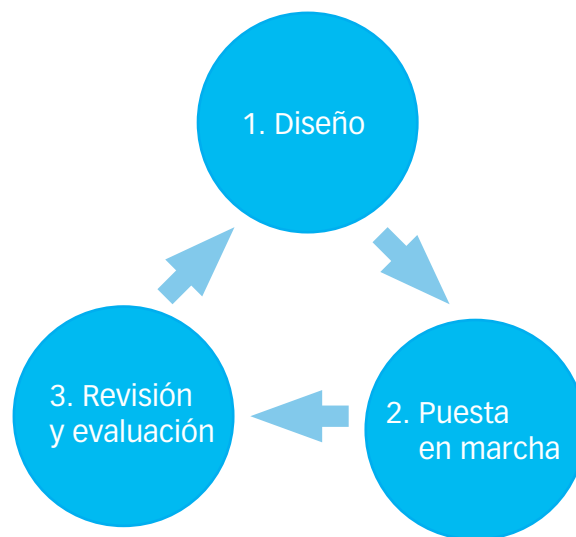 1. Diseño
2. Puesta
en marcha
3. Revisión
y evaluación